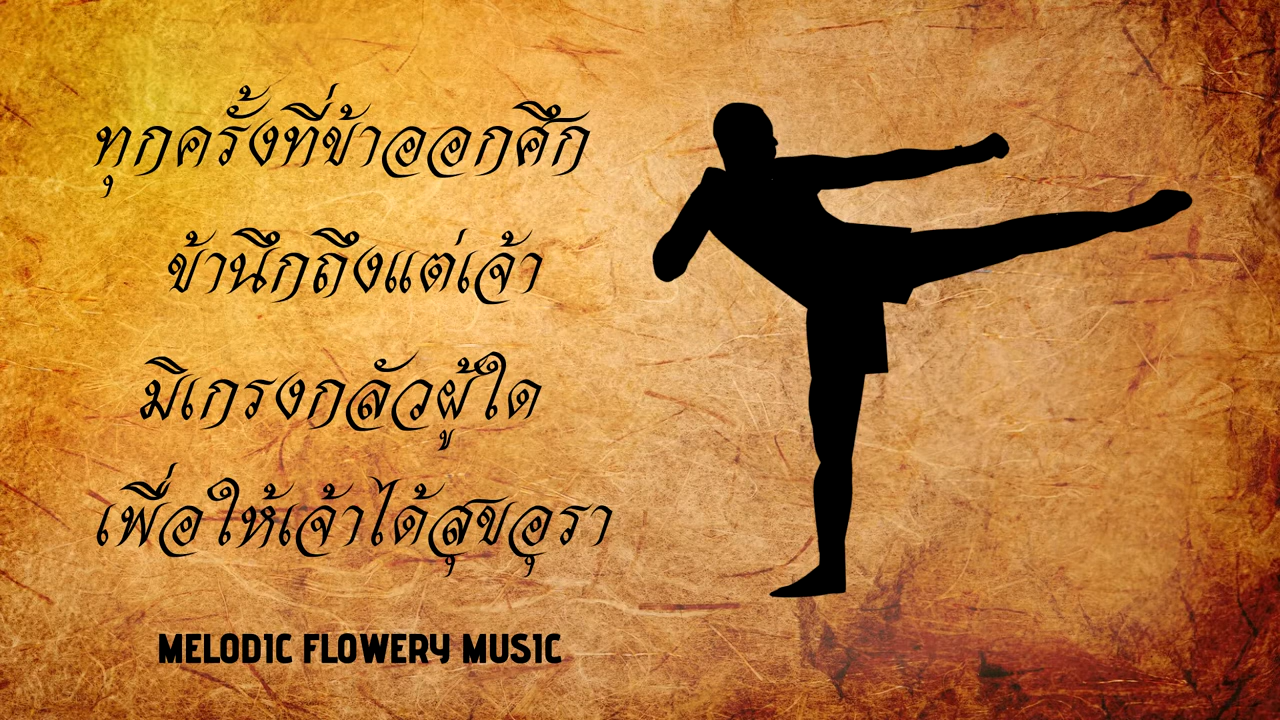 ทุกครั้งที่ข้าออกศึก
ข้านึกถึงแต่เจ้า
มิเกรงกลัวผู้ใด
เพื่อให้เจ้าได้สุขอุรา
MELODIC FLOWERY MUSIC